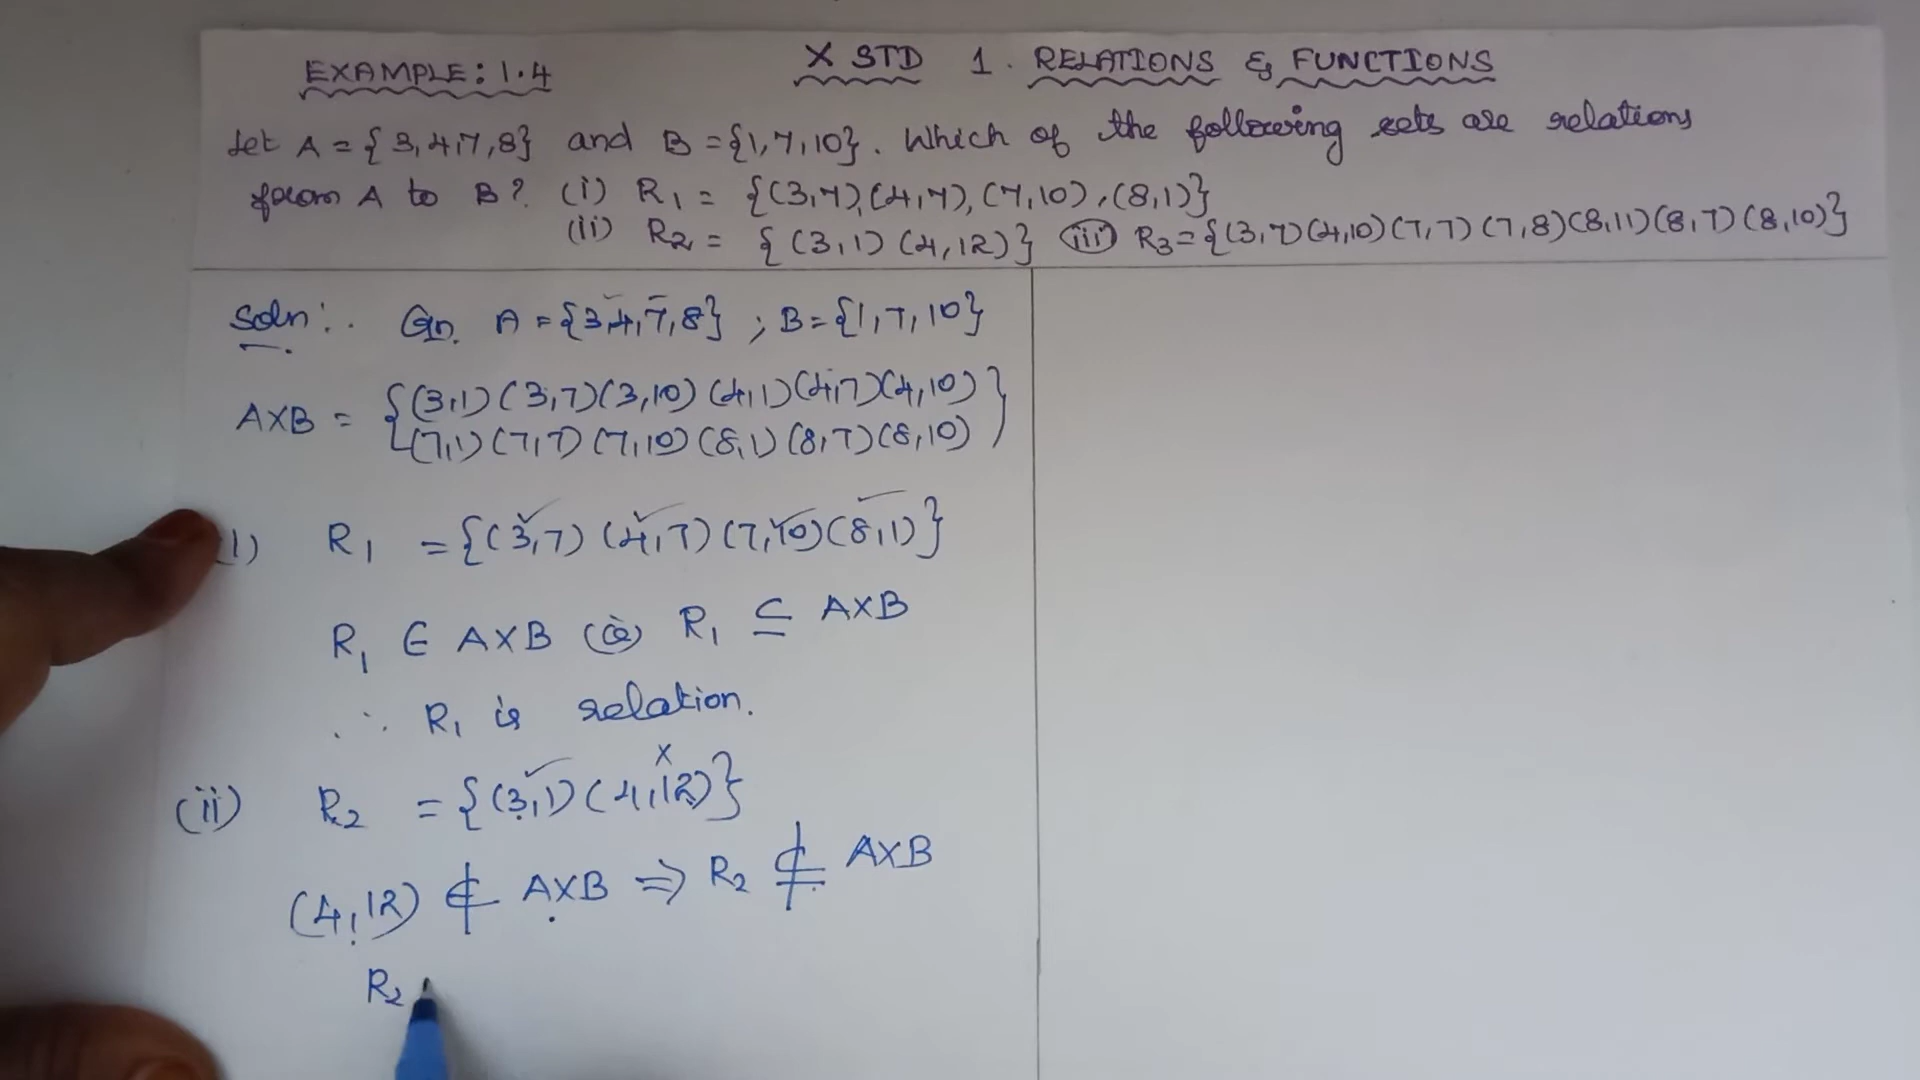 EXAMPLE: 1.4 X STD 1. RELATIONS & FUNCTIONS
Let A = {3,4,7,8} and B = {1,7,10}. Which of the following sets are relations
from A to B? (i) R₁ = {(3,7),(4,7),(7,10),(8,1)}
(ii) R₂ = {(3,1)(4,12)} (iii) R₃ = {(3,7)(4,10)(7,7)(7,8)(8,11)(8,7)(8,10)}
Soln:. Gn. A = {3,4,7,8} ; B = {1,7,10}
AXB = {(3,1)(3,7)(3,10)(4,1)(4,7)(4,10)
(7,1)(7,7)(7,10)(8,1)(8,7)(8,10)}
(i) R₁ = {(3,7)(4,7)(7,10)(8,1)}
R₁ ∈ AXB R₁ ⊆ AXB
∴ R₁ is relation.
(ii) R₂ = {(3,1)(4,12)}
(4,12) ∉ AXB ⇒ R₂ ⊈ AXB
R₂